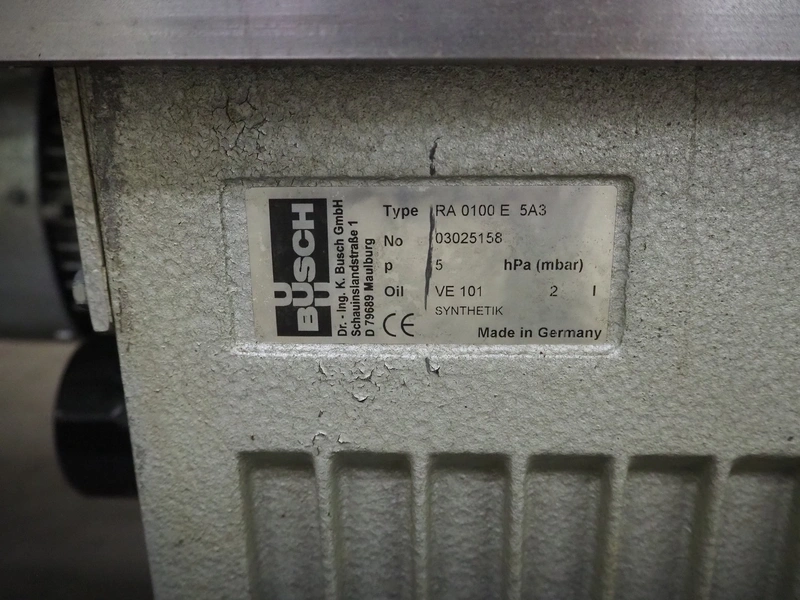 BUSCH
Dr. - Ing. K. Busch GmbH
Schauinslandstraße 1
D 79689 Maulburg
Type RA 0100 E 5A3
No 03025158
p 5 hPa (mbar)
Oil VE 101 2 l
SYNTHETIK
CE
Made in Germany